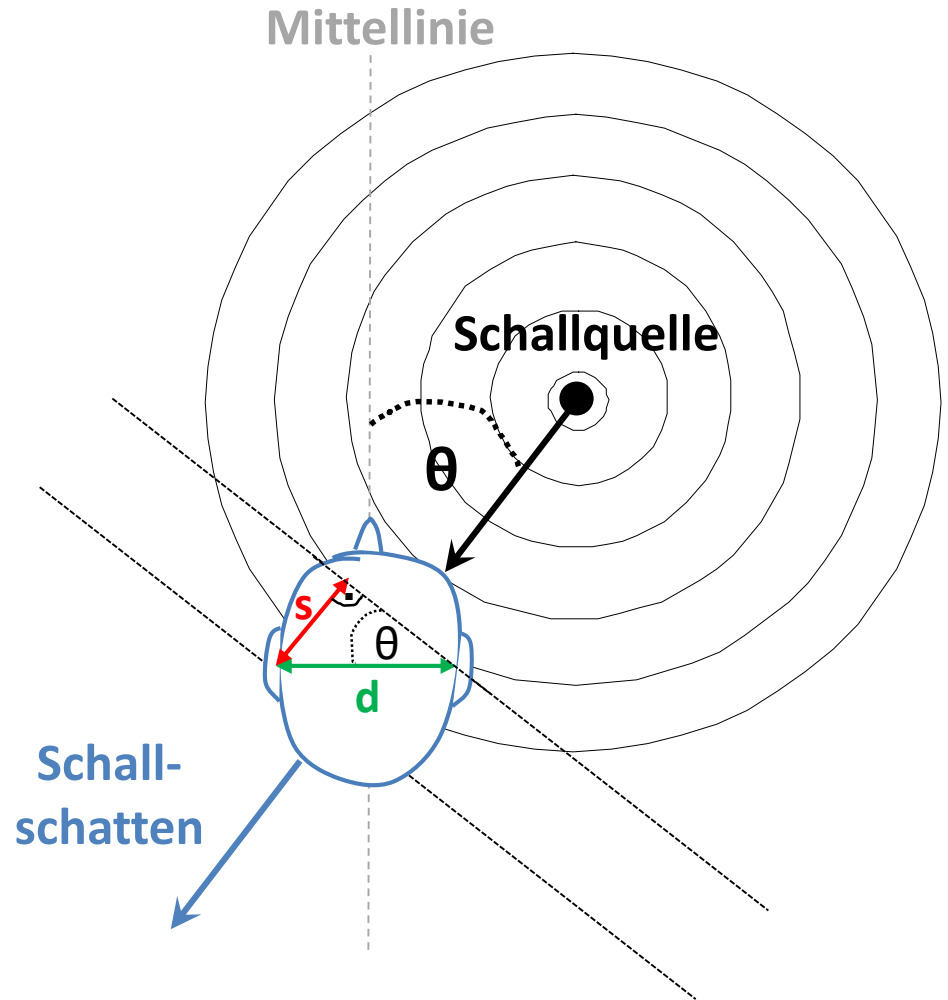 Mittellinie
Schallquelle
θ
s
θ
d
Schall-
schatten